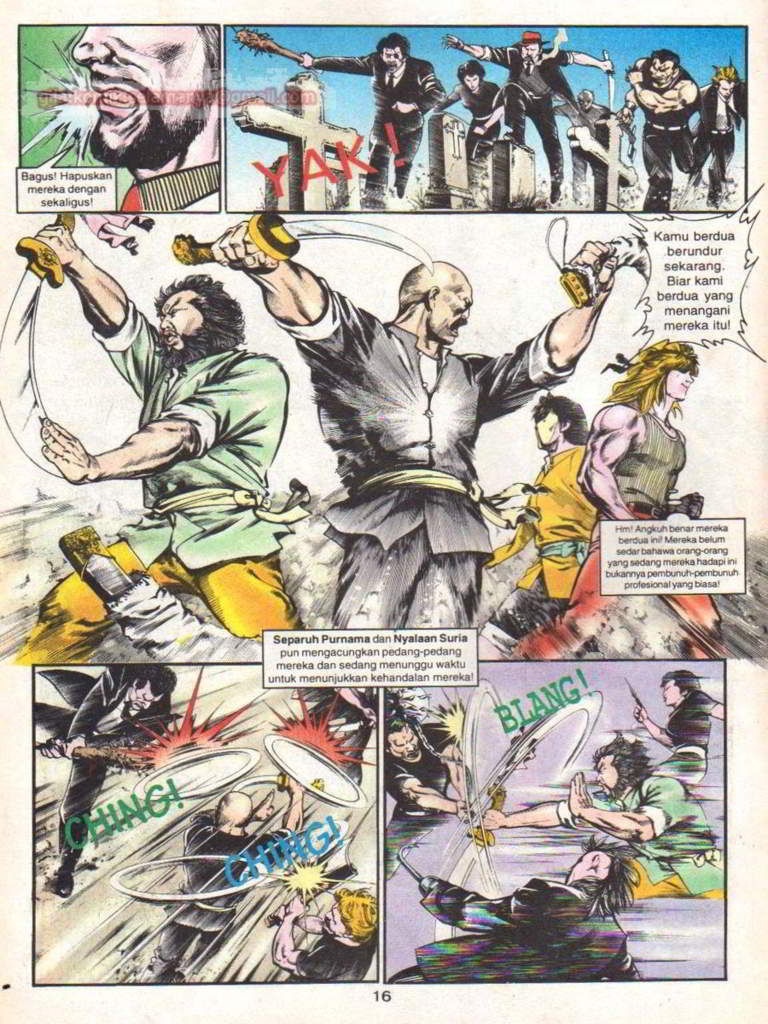 Bagus! Hapuskan
mereka dengan
sekaligus!
YAK!
Kamu berdua
berundur
sekarang.
Biar kami
berdua yang
menangani
mereka itu!
Hm! Angkuh benar mereka
berdua ini! Mereka belum
sedar bahawa orang-orang
yang sedang mereka hadapi ini
bukannya pembunuh-pembunuh
profesional yang biasa!
Separuh Purnama dan Nyalaan Suria
pun mengacungkan pedang-pedang
mereka dan sedang menunggu waktu
untuk menunjukkan kehandalan mereka!
CHING!
CHING!
BLANG!
16